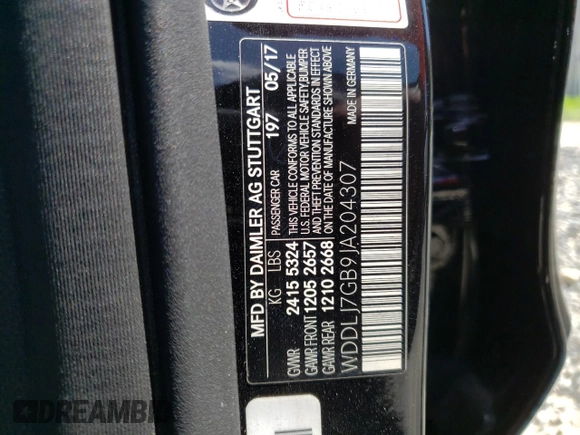 MFD BY DAIMLER AG STUTTGART
KG LBS PASSENGER CAR 197 05/17
GVWR 2415 5324 THIS VEHICLE CONFORMS TO ALL APPLICABLE
U.S. FEDERAL MOTOR VEHICLE SAFETY, BUMPER
GAWR FRONT 1205 2657 AND THEFT PREVENTION STANDARDS IN EFFECT
GAWR REAR 1210 2668 ON THE DATE OF MANUFACTURE SHOWN ABOVE
WDDLJ7GB9JA204307 MADE IN GERMANY
DREAMBID